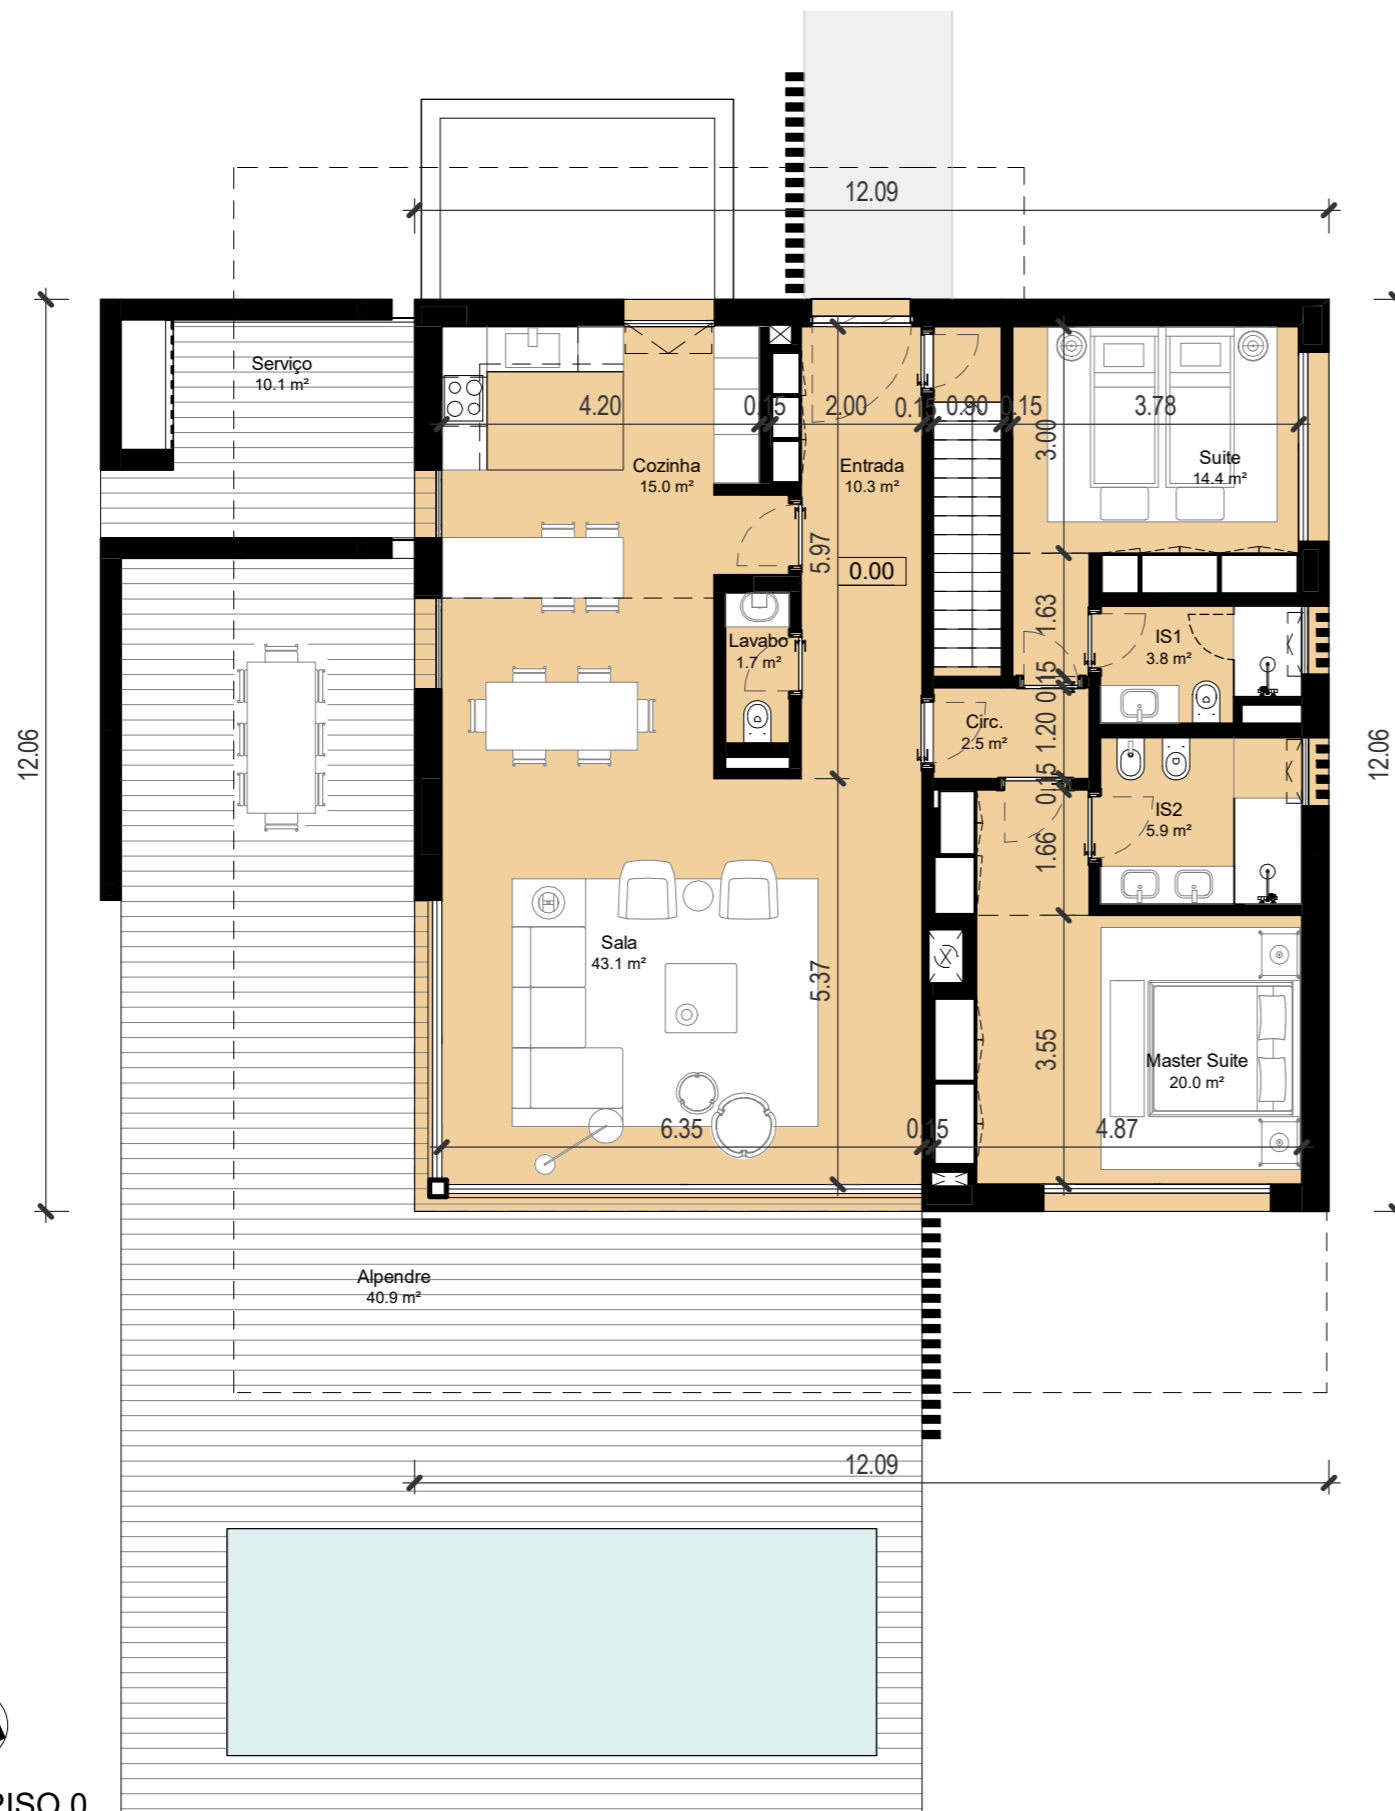 12.09
Serviço
10.1 m²
4.20
0.15
2.00
0.15
0.90
0.15
3.78
3.00
Cozinha
15.0 m²
Entrada
10.3 m²
Suite
14.4 m²
5.97
0.00
1.63
Lavabo
1.7 m²
IS1
3.8 m²
0.15
Circ.
2.5 m²
1.20
12.06
12.06
0.15
IS2
5.9 m²
1.66
Sala
43.1 m²
5.37
3.55
Master Suite
20.0 m²
6.35
0.15
4.87
Alpendre
40.9 m²
12.09
PISO 0